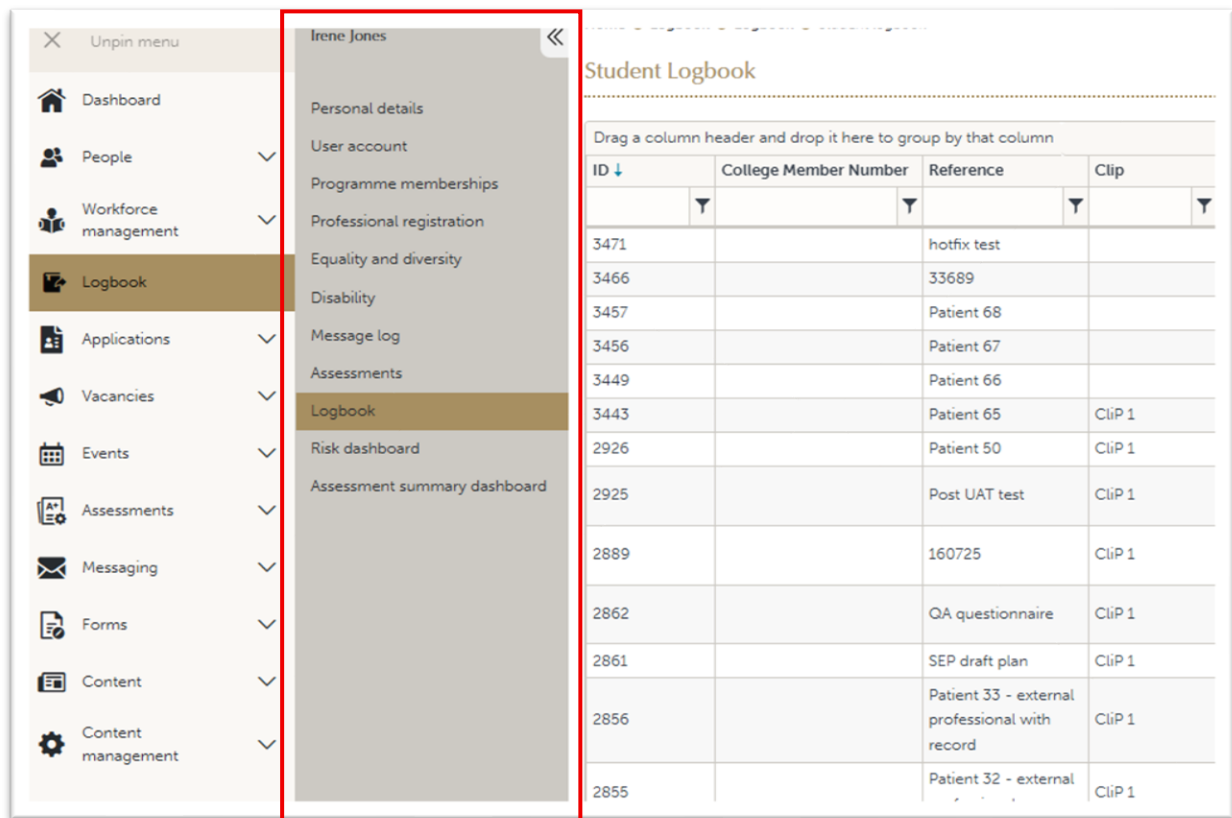 Unpin menu
Dashboard
People
Workforce
management
Logbook
Applications
Vacancies
Events
Assessments
Messaging
Forms
Content
Content
management
Irene Jones
Personal details
User account
Programme memberships
Professional registration
Equality and diversity
Disability
Message log
Assessments
Logbook
Risk dashboard
Assessment summary dashboard
Student Logbook
Drag a column header and drop it here to group by that column
ID ↓ College Member Number Reference Clip
3471 hotfix test
3466 33689
3457 Patient 68
3456 Patient 67
3449 Patient 66
3443 Patient 65 CliP 1
2926 Patient 50 CliP 1
2925 Post UAT test CliP 1
2889 160725 CliP 1
2862 QA questionnaire CliP 1
2861 SEP draft plan CliP 1
Patient 33 - external
2856 professional with CliP 1
record
Patient 32 - external
2855 CliP 1